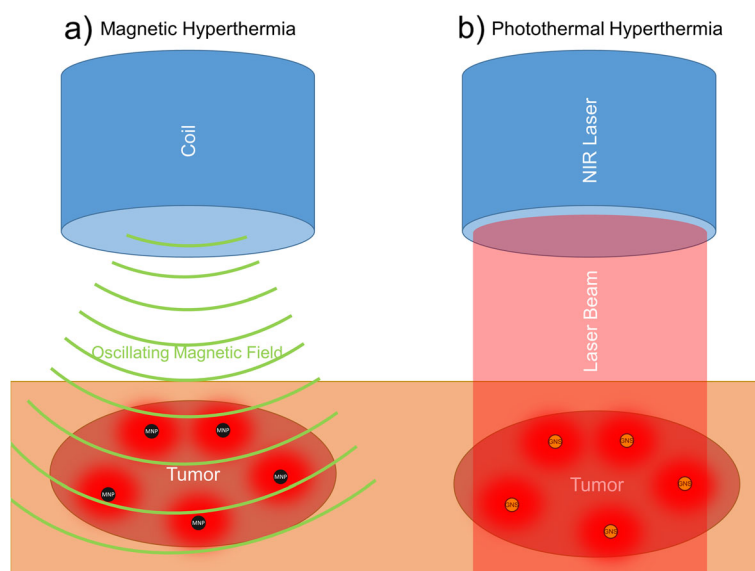 a) Magnetic Hyperthermia
b) Photothermal Hyperthermia
Coil
NIR Laser
Oscillating Magnetic Field
Laser Beam
MNP
MNP
Tumor
MNP
MNP
MNP
GNS
GNS
Tumor
GNS
GNS
GNS